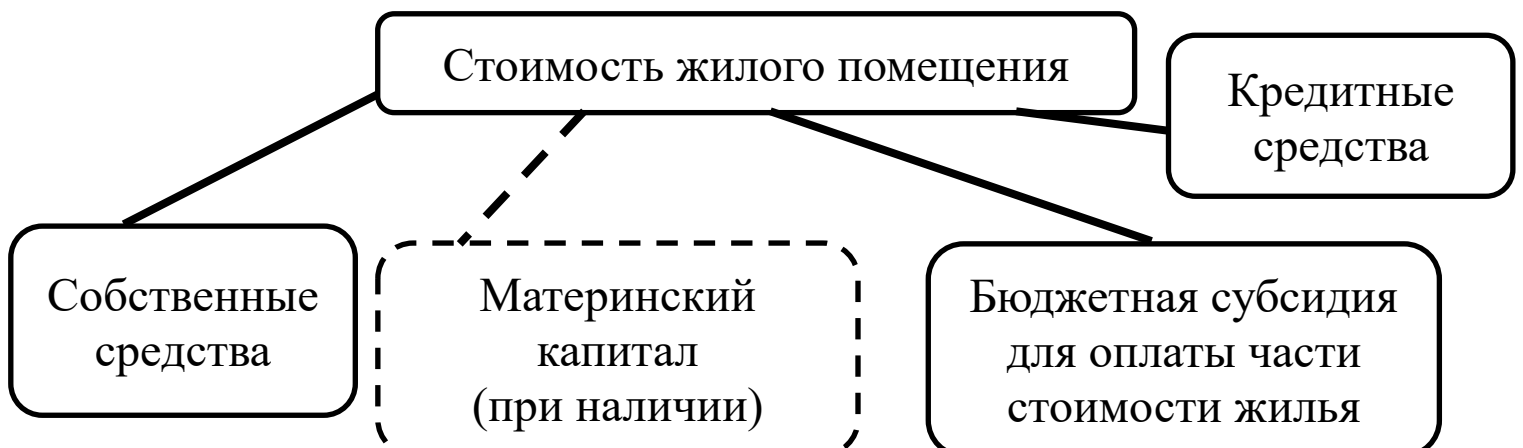 Стоимость жилого помещения
Кредитные
средства
Собственные
средства
Материнский
капитал
(при наличии)
Бюджетная субсидия
для оплаты части
стоимости жилья